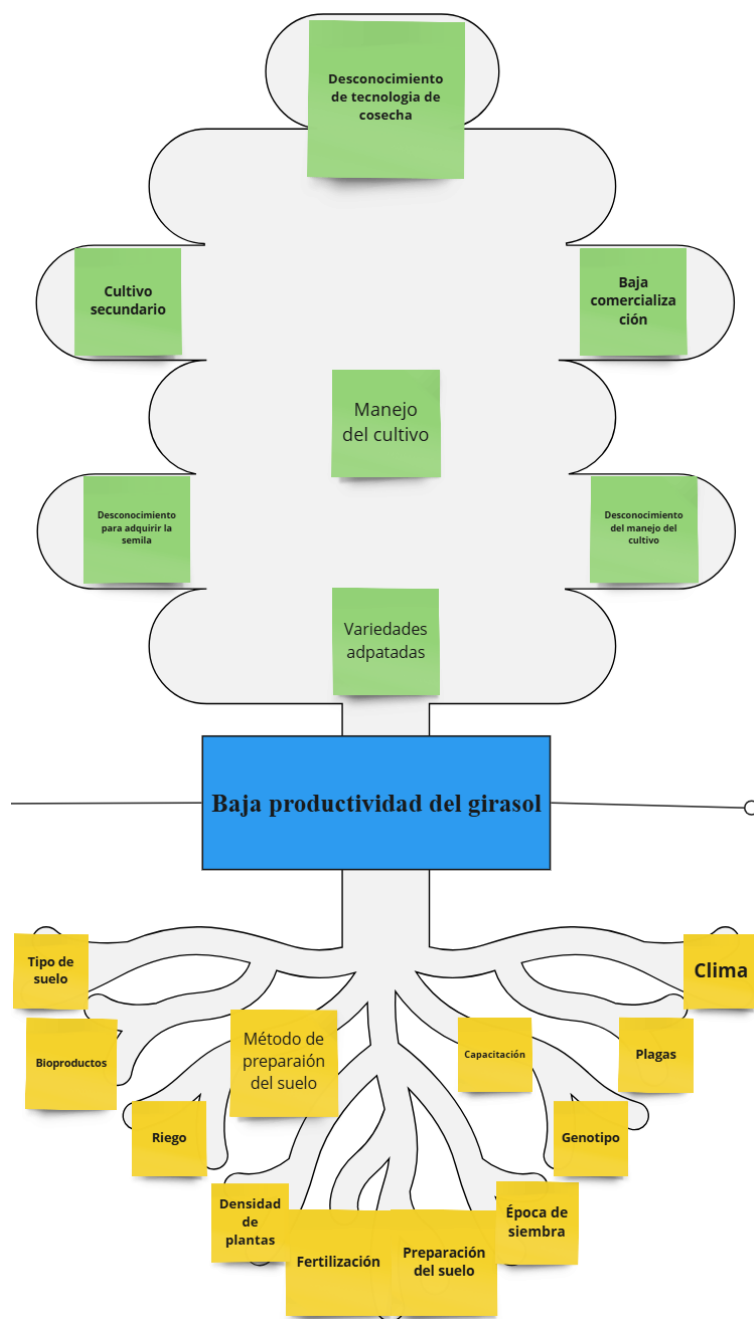 Desconocimiento
de tecnologia de
cosecha
Cultivo
secundario
Baja
comercializa
ción
Manejo
del cultivo
Desconocimiento
para adquirir la
semila
Desconocimiento
del manejo del
cultivo
Variedades
adpatadas
Baja productividad del girasol
Tipo de
suelo
Clima
Bioproductos
Método de
preparaión
del suelo
Capacitación
Plagas
Riego
Genotipo
Densidad
de
plantas
Fertilización
Preparación
del suelo
Época de
siembra